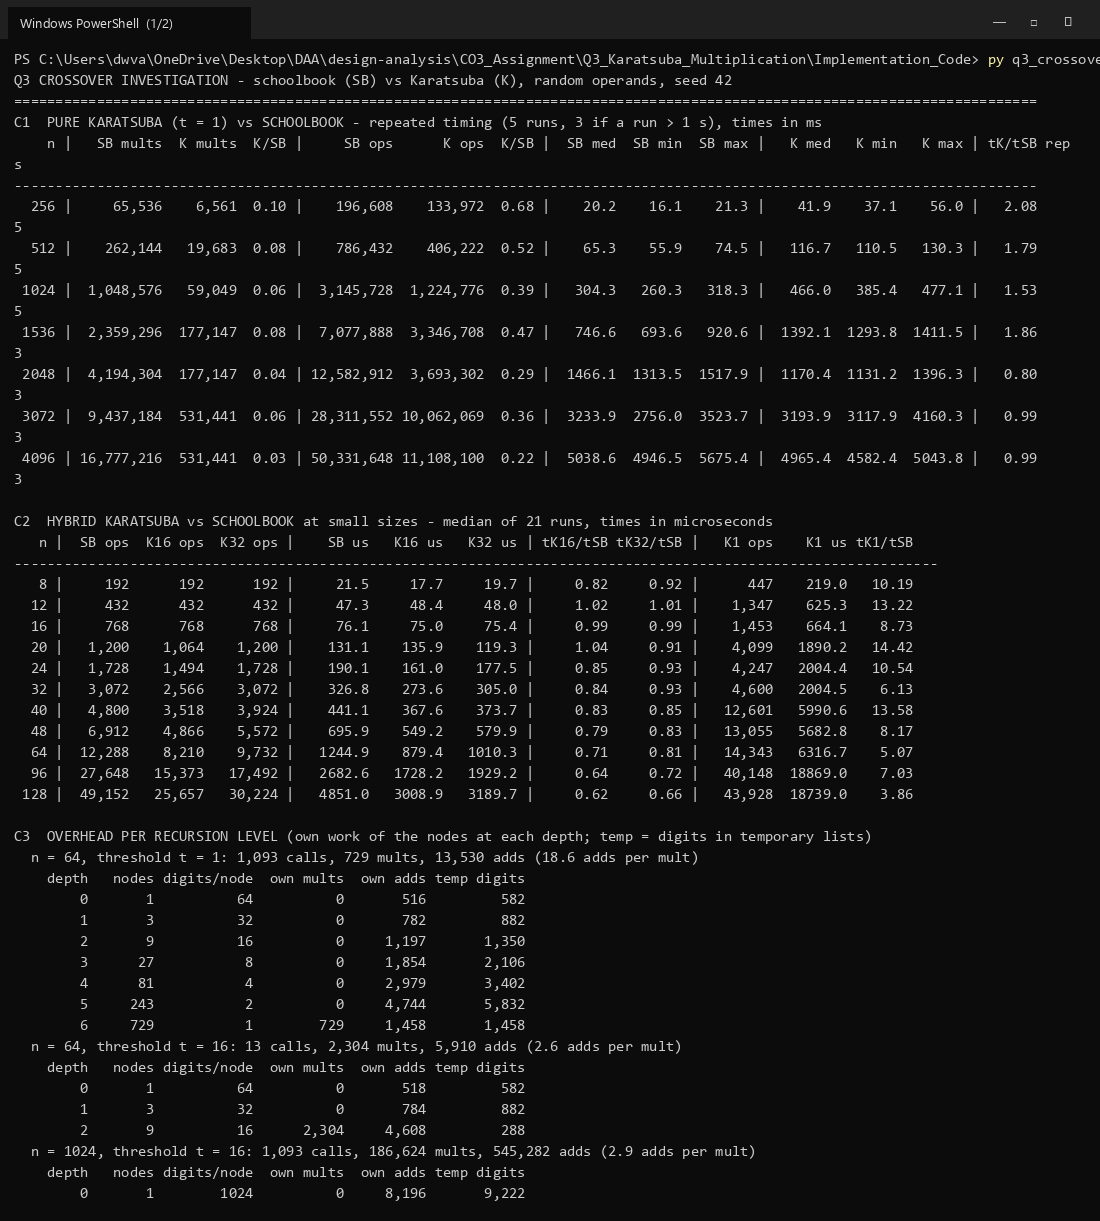 Windows PowerShell (1/2)
PS C:\Users\dwva\OneDrive\Desktop\DAA\design-analysis\CO3_Assignment\Q3_Karatsuba_Multiplication\Implementation_Code> py q3_crossove
Q3 CROSSOVER INVESTIGATION - schoolbook (SB) vs Karatsuba (K), random operands, seed 42
============================================================================================================================
C1  PURE KARATSUBA (t = 1) vs SCHOOLBOOK - repeated timing (5 runs, 3 if a run > 1 s), times in ms
    n |   SB mults  K mults  K/SB |     SB ops      K ops  K/SB |  SB med  SB min  SB max |   K med   K min   K max | tK/tSB rep
s
----------------------------------------------------------------------------------------------------------------------------
  256 |     65,536    6,561  0.10 |    196,608    133,972  0.68 |    20.2    16.1    21.3 |    41.9    37.1    56.0 |   2.08
5
  512 |    262,144   19,683  0.08 |    786,432    406,222  0.52 |    65.3    55.9    74.5 |   116.7   110.5   130.3 |   1.79
5
 1024 |  1,048,576   59,049  0.06 |  3,145,728  1,224,776  0.39 |   304.3   260.3   318.3 |   466.0   385.4   477.1 |   1.53
5
 1536 |  2,359,296  177,147  0.08 |  7,077,888  3,346,708  0.47 |   746.6   693.6   920.6 |  1392.1  1293.8  1411.5 |   1.86
3
 2048 |  4,194,304  177,147  0.04 | 12,582,912  3,693,302  0.29 |  1466.1  1313.5  1517.9 |  1170.4  1131.2  1396.3 |   0.80
3
 3072 |  9,437,184  531,441  0.06 | 28,311,552 10,062,069  0.36 |  3233.9  2756.0  3523.7 |  3193.9  3117.9  4160.3 |   0.99
3
 4096 | 16,777,216  531,441  0.03 | 50,331,648 11,108,100  0.22 |  5038.6  4946.5  5675.4 |  4965.4  4582.4  5043.8 |   0.99
3
C2  HYBRID KARATSUBA vs SCHOOLBOOK at small sizes - median of 21 runs, times in microseconds
   n |  SB ops  K16 ops  K32 ops |    SB us   K16 us   K32 us | tK16/tSB tK32/tSB |   K1 ops    K1 us tK1/tSB
----------------------------------------------------------------------------------------------------------------
   8 |     192      192      192 |     21.5     17.7     19.7 |     0.82     0.92 |      447    219.0   10.19
  12 |     432      432      432 |     47.3     48.4     48.0 |     1.02     1.01 |    1,347    625.3   13.22
  16 |     768      768      768 |     76.1     75.0     75.4 |     0.99     0.99 |    1,453    664.1    8.73
  20 |   1,200    1,064    1,200 |    131.1    135.9    119.3 |     1.04     0.91 |    4,099   1890.2   14.42
  24 |   1,728    1,494    1,728 |    190.1    161.0    177.5 |     0.85     0.93 |    4,247   2004.4   10.54
  32 |   3,072    2,566    3,072 |    326.8    273.6    305.0 |     0.84     0.93 |    4,600   2004.5    6.13
  40 |   4,800    3,518    3,924 |    441.1    367.6    373.7 |     0.83     0.85 |   12,601   5990.6   13.58
  48 |   6,912    4,866    5,572 |    695.9    549.2    579.9 |     0.79     0.83 |   13,055   5682.8    8.17
  64 |  12,288    8,210    9,732 |   1244.9    879.4   1010.3 |     0.71     0.81 |   14,343   6316.7    5.07
  96 |  27,648   15,373   17,492 |   2682.6   1728.2   1929.2 |     0.64     0.72 |   40,148  18869.0    7.03
 128 |  49,152   25,657   30,224 |   4851.0   3008.9   3189.7 |     0.62     0.66 |   43,928  18739.0    3.86
C3  OVERHEAD PER RECURSION LEVEL (own work of the nodes at each depth; temp = digits in temporary lists)
  n = 64, threshold t = 1: 1,093 calls, 729 mults, 13,530 adds (18.6 adds per mult)
    depth   nodes digits/node  own mults  own adds temp digits
        0       1          64          0       516         582
        1       3          32          0       782         882
        2       9          16          0     1,197       1,350
        3      27           8          0     1,854       2,106
        4      81           4          0     2,979       3,402
        5     243           2          0     4,744       5,832
        6     729           1        729     1,458       1,458
  n = 64, threshold t = 16: 13 calls, 2,304 mults, 5,910 adds (2.6 adds per mult)
    depth   nodes digits/node  own mults  own adds temp digits
        0       1          64          0       518         582
        1       3          32          0       784         882
        2       9          16      2,304     4,608         288
  n = 1024, threshold t = 16: 1,093 calls, 186,624 mults, 545,282 adds (2.9 adds per mult)
    depth   nodes digits/node  own mults  own adds temp digits
        0       1        1024          0     8,196       9,222